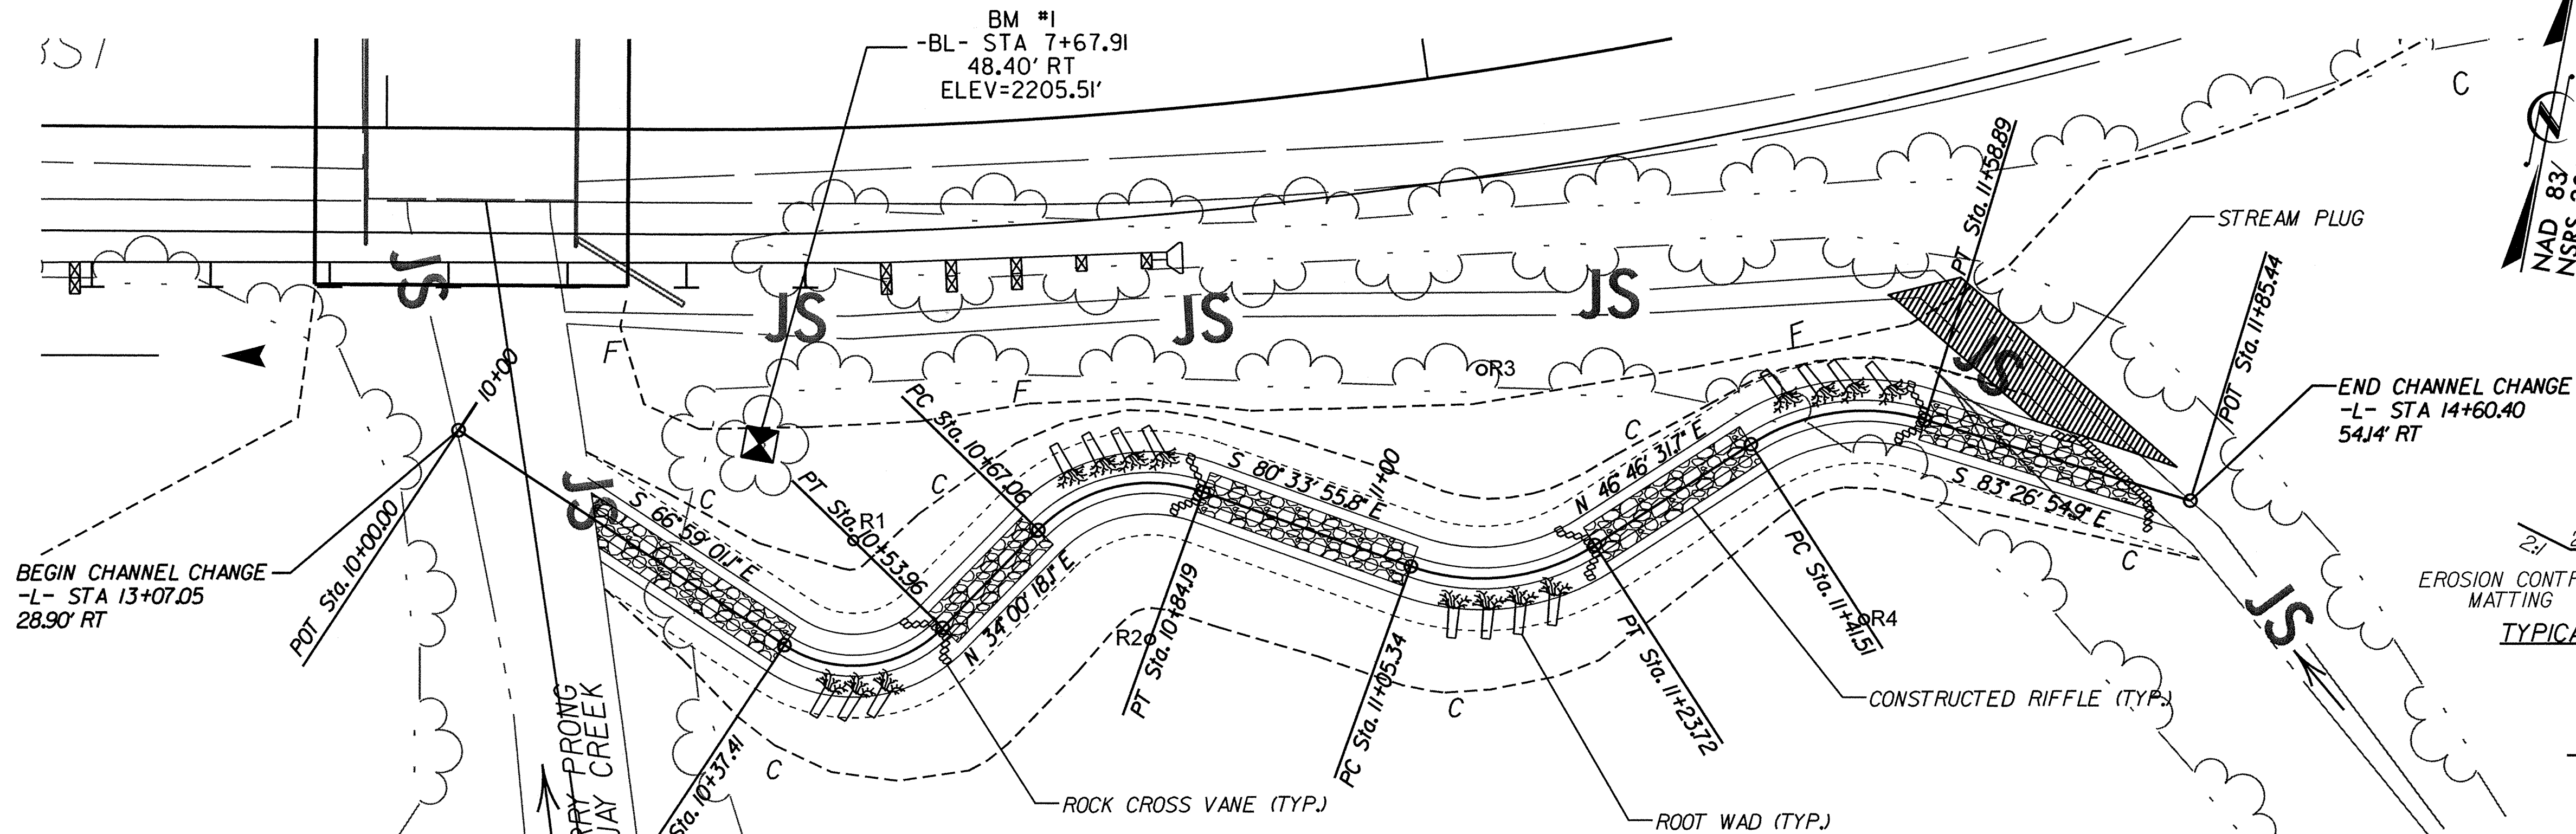 BM #1
-BL- STA 7+67.91
48.40' RT
ELEV=2205.51'
C
NAD 83/
STREAM PLUG
PT Sta. 11+58.89
POT Sta. 11+85.44
END CHANNEL CHANGE
-L- STA 14+60.40
54.14' RT
JS
JS
JS
JS
JS
F
F
F
R3
10+00
POT Sta. 10+00.00
BEGIN CHANNEL CHANGE
-L- STA 13+07.05
28.90' RT
JS
S 66° 59' 01.1" E
C
PT Sta. 10+53.96
R1
C
PC Sta. 10+67.06
N 34° 00' 18.1" E
S 80° 33' 55.8" E
11+00
C
N 46° 46' 31.7" E
S 83° 26' 54.9" E
C
R2
PT Sta. 10+84.19
PC Sta. 11+05.34
PT Sta. 11+23.72
PC Sta. 11+41.51
R4
JS
2:1
EROSION
MATTING
CONSTRUCTED RIFFLE (TYP.)
C
C
Sta. 10+37.41
PRONG
CREEK
ROCK CROSS VANE (TYP.)
ROOT WAD (TYP.)